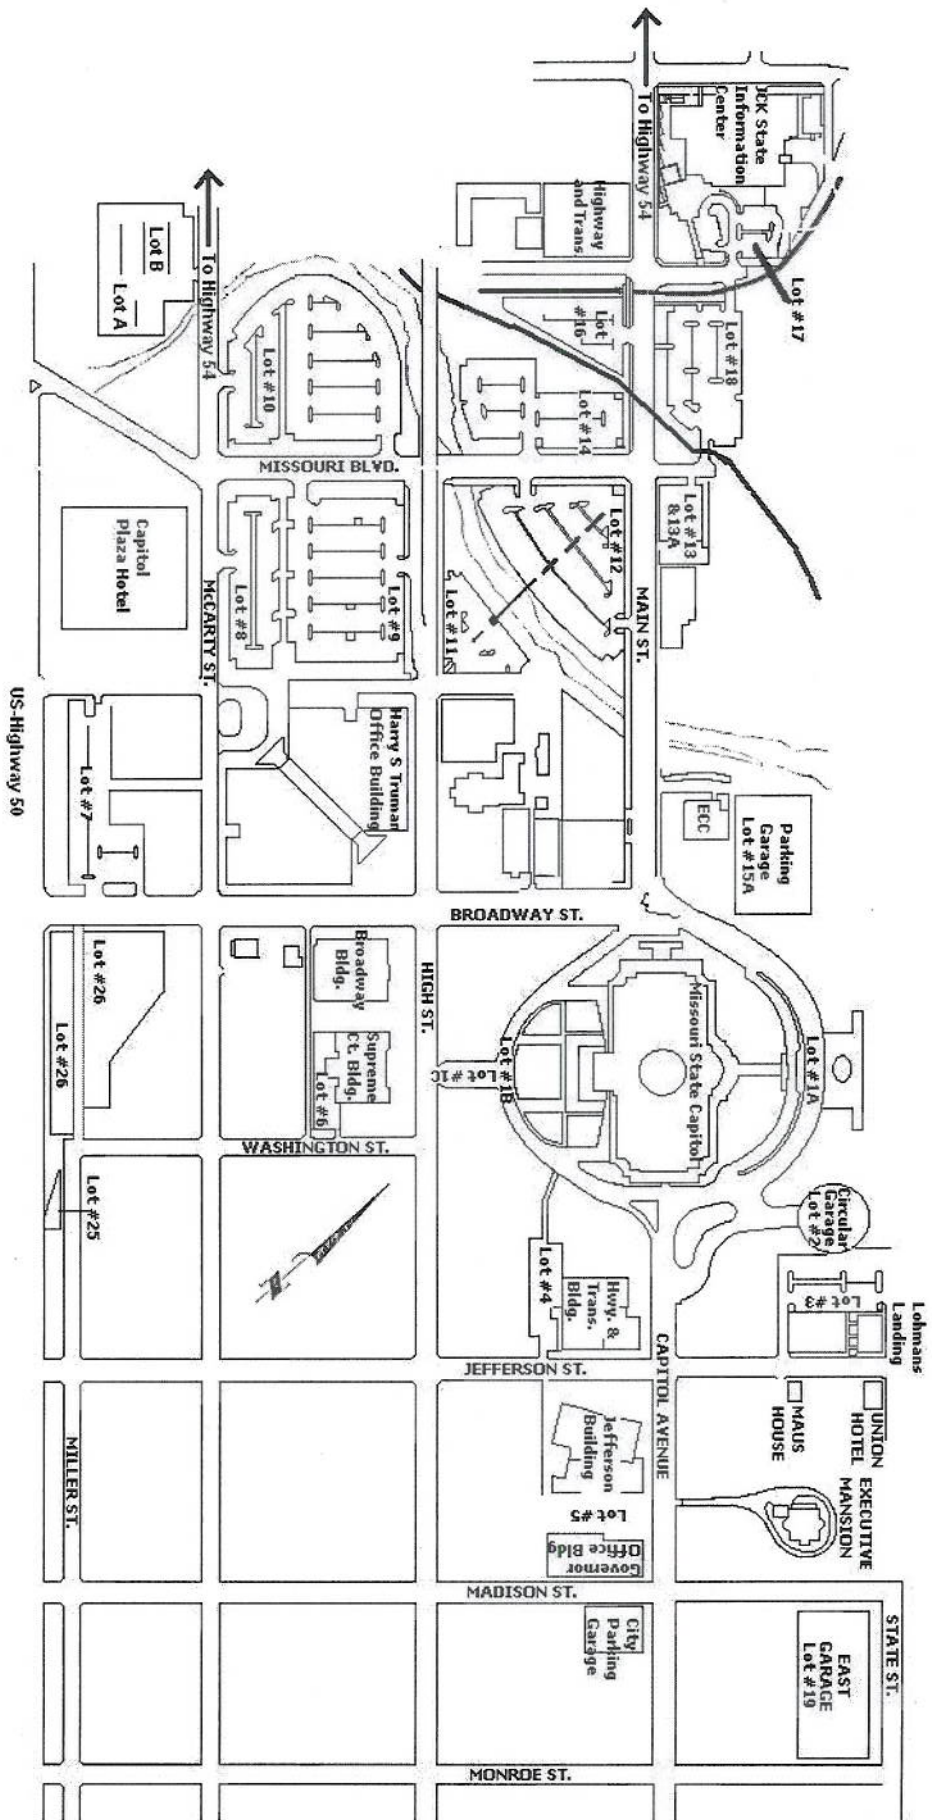 To Highway 54
JCK State
Information
Center
Highway
and Trans.
Lot #17
To Highway 54
Lot B
Lot A
Lot
#16
Lot #18
Lot #10
Lot #14
MISSOURI BLVD.
Capitol
Plaza Hotel
McCARTY ST.
Lot #8
Lot #9
Lot #11
Lot #12
MAIN ST.
Lot #13
&13A
US-Highway 50
Lot #7
Harry S Truman
Office Building
ECC
Parking
Garage
Lot #15A
BROADWAY ST.
Lot #26
Lot #26
Broadway
Bldg.
Supreme
Ct. Bldg.
Lot #6
HIGH ST.
Lot #1C
Lot #1B
Missouri State Capitol
Lot #1A
WASHINGTON ST.
Lot #25
N
Circular
Garage
Lot #2
Lot #3
Lohmans
Landing
Lot #4
Hwy. &
Trans.
Bldg.
JEFFERSON ST.
CAPITOL AVENUE
UNION
HOTEL
MAUS
HOUSE
EXECUTIVE
MANSION
MILLER ST.
Jefferson
Building
Lot #5
Governor
Office Bldg
MADISON ST.
City
Parking
Garage
STATE ST.
EAST
GARAGE
Lot #19
MONROE ST.